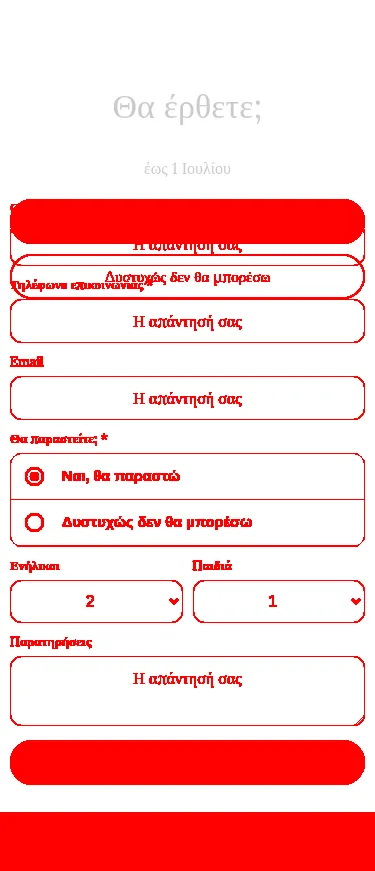 Θα έρθετε;
έως 1 Ιουλίου
Η απάντησή σας
Δυστυχώς δεν θα μπορέσω
Τηλέφωνο επικοινωνίας *
Η απάντησή σας
Email
Η απάντησή σας
Θα παραστείτε; *
Ναι, θα παραστώ
Δυστυχώς δεν θα μπορέσω
Ενήλικοι Παιδιά
2 1
Παρατηρήσεις
Η απάντησή σας